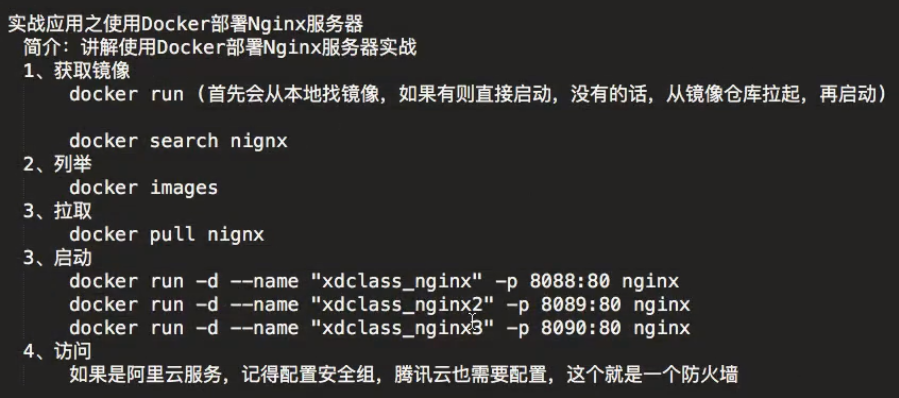 实战应用之使用Docker部署Nginx服务器
简介：讲解使用Docker部署Nginx服务器实战
1、获取镜像
docker run (首先会从本地找镜像，如果有则直接启动，没有的话，从镜像仓库拉起，再启动)
docker search nignx
2、列举
docker images
3、拉取
docker pull nignx
3、启动
docker run -d --name "xdclass_nginx" -p 8088:80 nginx
docker run -d --name "xdclass_nginx2" -p 8089:80 nginx
docker run -d --name "xdclass_nginx3" -p 8090:80 nginx
4、访问
如果是阿里云服务，记得配置安全组，腾讯云也需要配置，这个就是一个防火墙